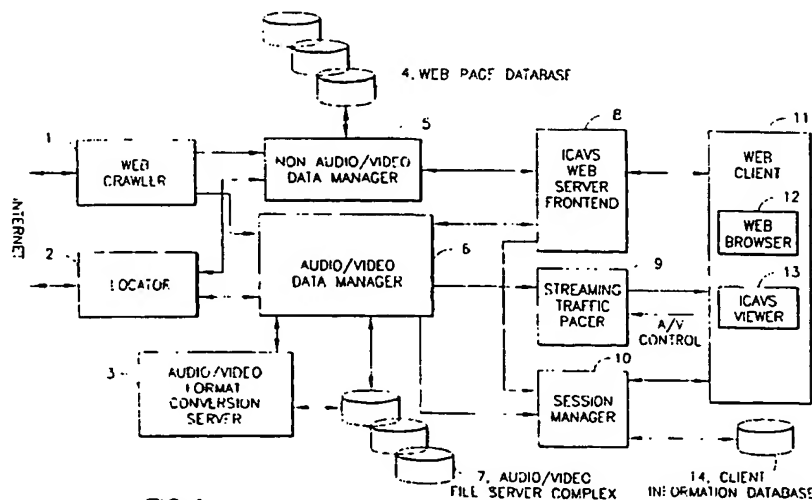 4. WEB PAGE DATABASE
1
WEB
CRAWLER
5
NON AUDIO/VIDEO
DATA MANAGER
8
ICAVS
WEB
SERVER
FRONTEND
11
WEB
CLIENT
12
WEB
BROWSER
13
ICAVS
VIEWER
INTERNET
2
LOCATOR
6
AUDIO/VIDEO
DATA MANAGER
9
STREAMING
TRAFFIC
PACER
A/V
CONTROL
3
AUDIO/VIDEO
FORMAT
CONVERSION
SERVER
10
SESSION
MANAGER
7. AUDIO/VIDEO
FILE SERVER COMPLEX
14. CLIENT
INFORMATION DATABASE